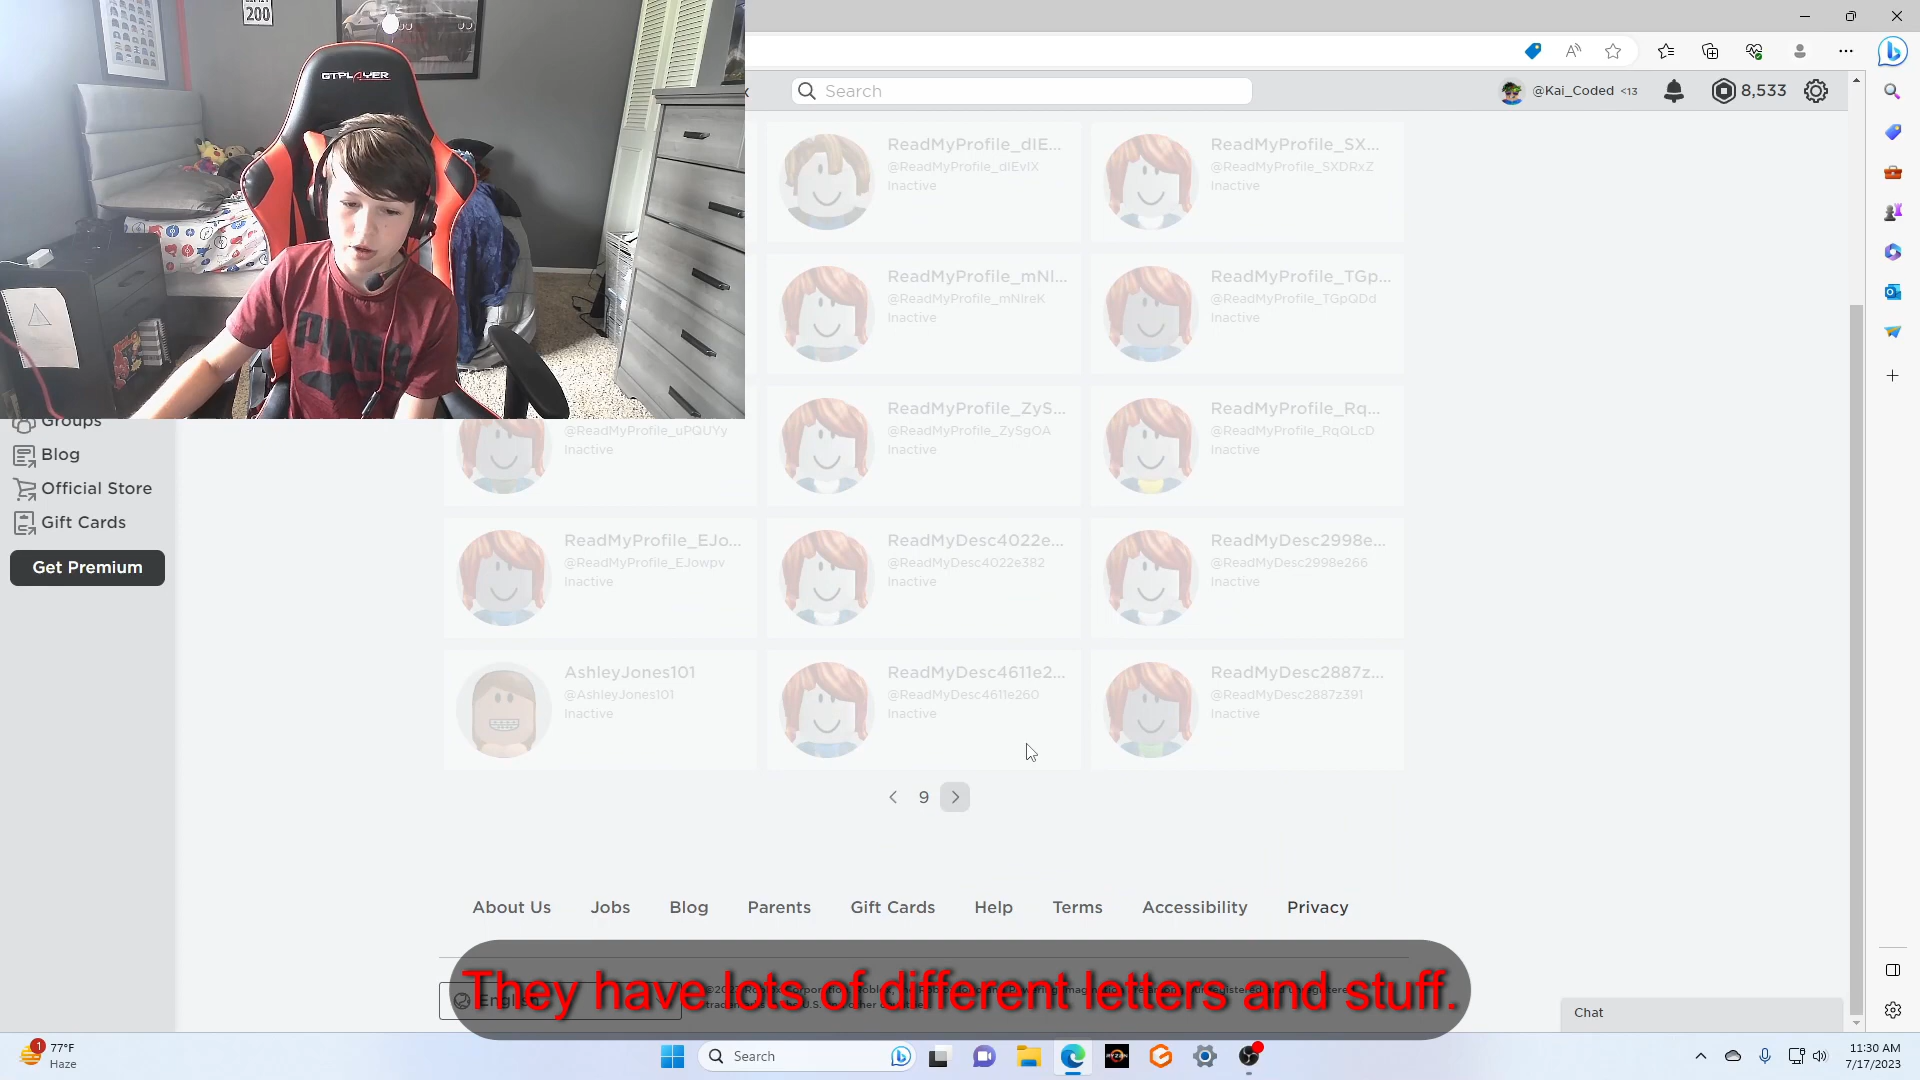 200
GTPLAYER
Search
@Kai_Coded <13
8,533
ReadMyProfile_dIE...
@ReadMyProfile_dIEvIX
Inactive
ReadMyProfile_SX...
@ReadMyProfile_SXDRxZ
Inactive
ReadMyProfile_mNI...
@ReadMyProfile_mNIreK
Inactive
ReadMyProfile_TGp...
@ReadMyProfile_TGpQDd
Inactive
@ReadMyProfile_uPQUYy
Inactive
ReadMyProfile_ZyS...
@ReadMyProfile_ZySgOA
Inactive
ReadMyProfile_Rq...
@ReadMyProfile_RqQLcD
Inactive
Groups
Blog
Official Store
Gift Cards
Get Premium
ReadMyProfile_EJo...
@ReadMyProfile_EJowpv
Inactive
ReadMyDesc4022e...
@ReadMyDesc4022e382
Inactive
ReadMyDesc2998e...
@ReadMyDesc2998e266
Inactive
AshleyJones101
@AshleyJones101
Inactive
ReadMyDesc4611e2...
@ReadMyDesc4611e260
Inactive
ReadMyDesc2887z...
@ReadMyDesc2887z391
Inactive
9
About Us Jobs Blog Parents Gift Cards Help Terms Accessibility Privacy
They have lots of different letters and stuff.
English
Chat
1
77°F
Haze
Search
RYZEN
11:30 AM
7/17/2023